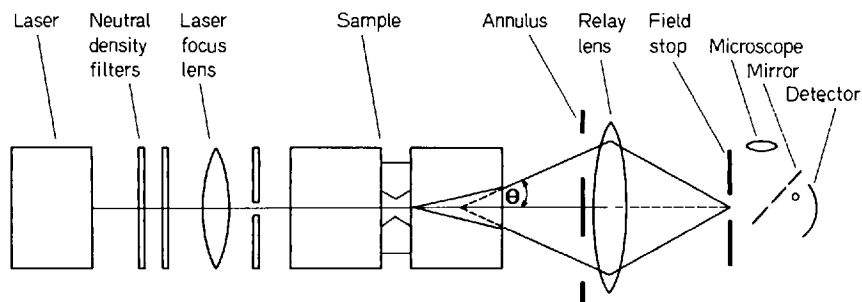 Laser
Neutral
density
filters
Laser
focus
lens
Sample
Annulus
Relay
lens
Field
stop
Microscope
Mirror
Detector
θ